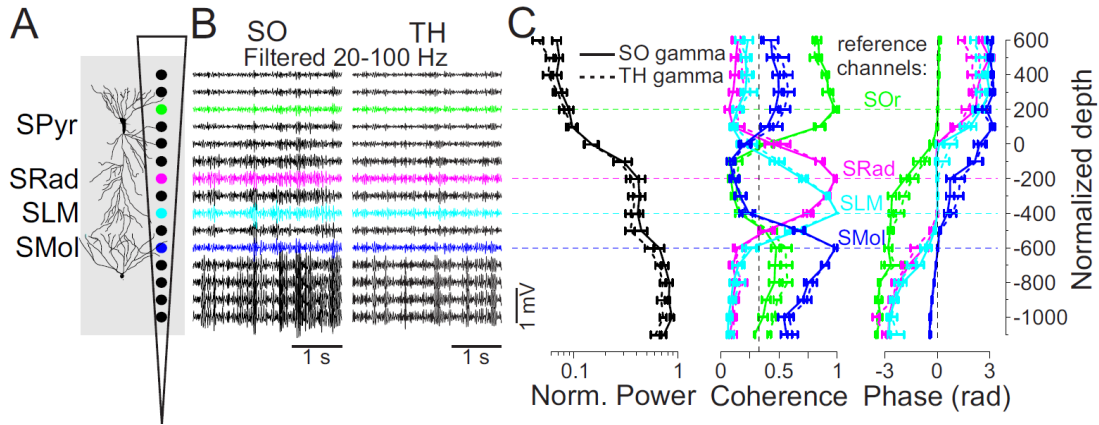 A
B
C
SO
TH
Filtered 20-100 Hz
SPyr
SRad
SLM
SMol
1 s
1 s
1 mV
SO gamma
TH gamma
reference
channels:
SOr
SRad
SLM
SMol
600
400
200
0
-200
-400
-600
-800
-1000
Normalized depth
0.1
1
Norm. Power
0
0.5
1
Coherence
-3
0
3
Phase (rad)